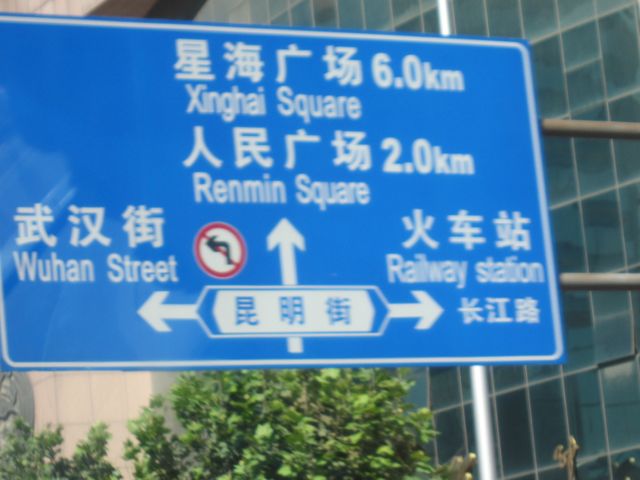 星海广场 6.0km
Xinghai Square
人民广场 2.0km
Renmin Square
武汉街
Wuhan Street
火车站
Railway station
昆明街
长江路